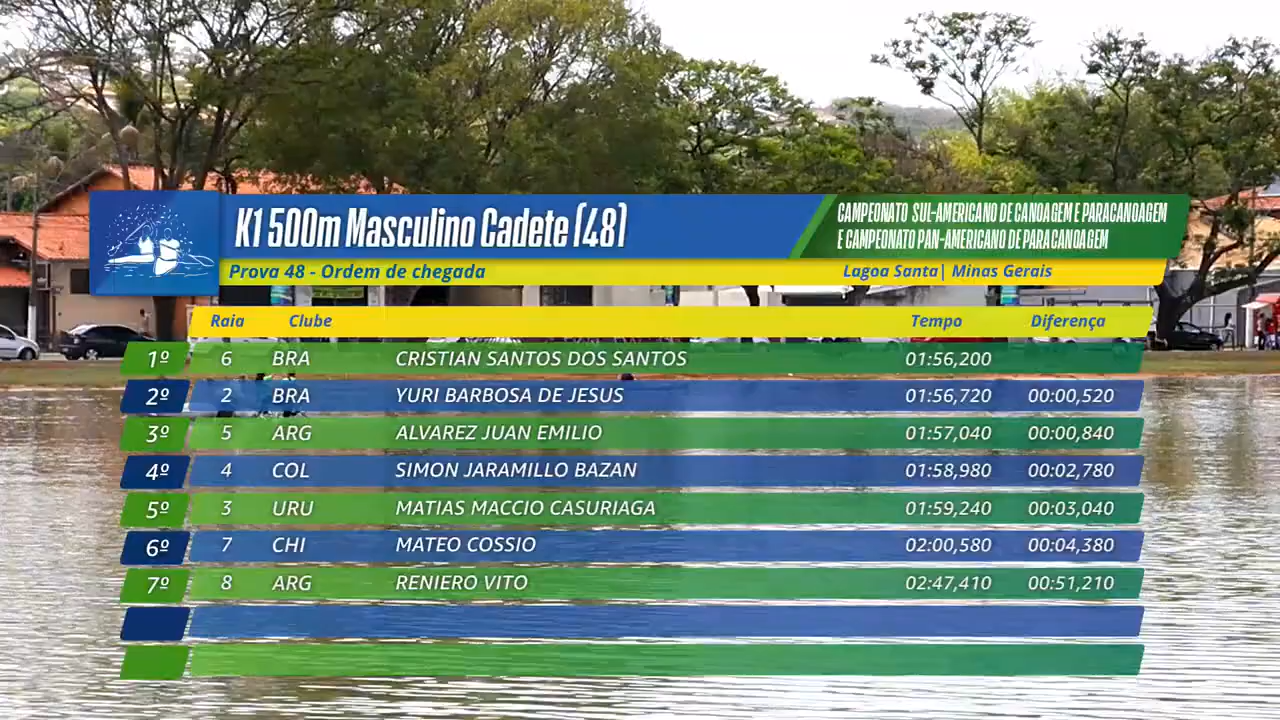 K1 500m Masculino Cadete (48)
CAMPEONATO SUL-AMERICANO DE CANOAGEM E PARACANOAGEM
E CAMPEONATO PAN-AMERICANO DE PARACANOAGEM
Prova 48 - Ordem de chegada
Lagoa Santa| Minas Gerais
Raia Clube Tempo Diferença
1º 6 BRA CRISTIAN SANTOS DOS SANTOS 01:56,200
2º 2 BRA YURI BARBOSA DE JESUS 01:56,720 00:00,520
3º 5 ARG ALVAREZ JUAN EMILIO 01:57,040 00:00,840
4º 4 COL SIMON JARAMILLO BAZAN 01:58,980 00:02,780
5º 3 URU MATIAS MACCIO CASURIAGA 01:59,240 00:03,040
6º 7 CHI MATEO COSSIO 02:00,580 00:04,380
7º 8 ARG RENIERO VITO 02:47,410 00:51,210